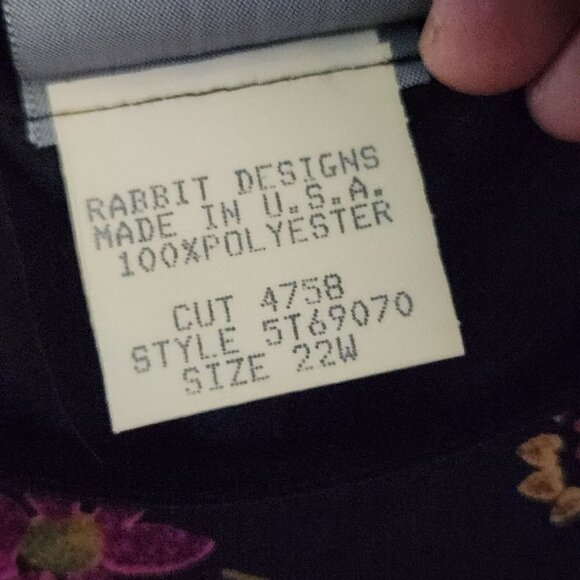 RABBIT DESIGNS
MADE IN U.S.A.
100%POLYESTER
CUT 4758
STYLE 5T69070
SIZE 22W